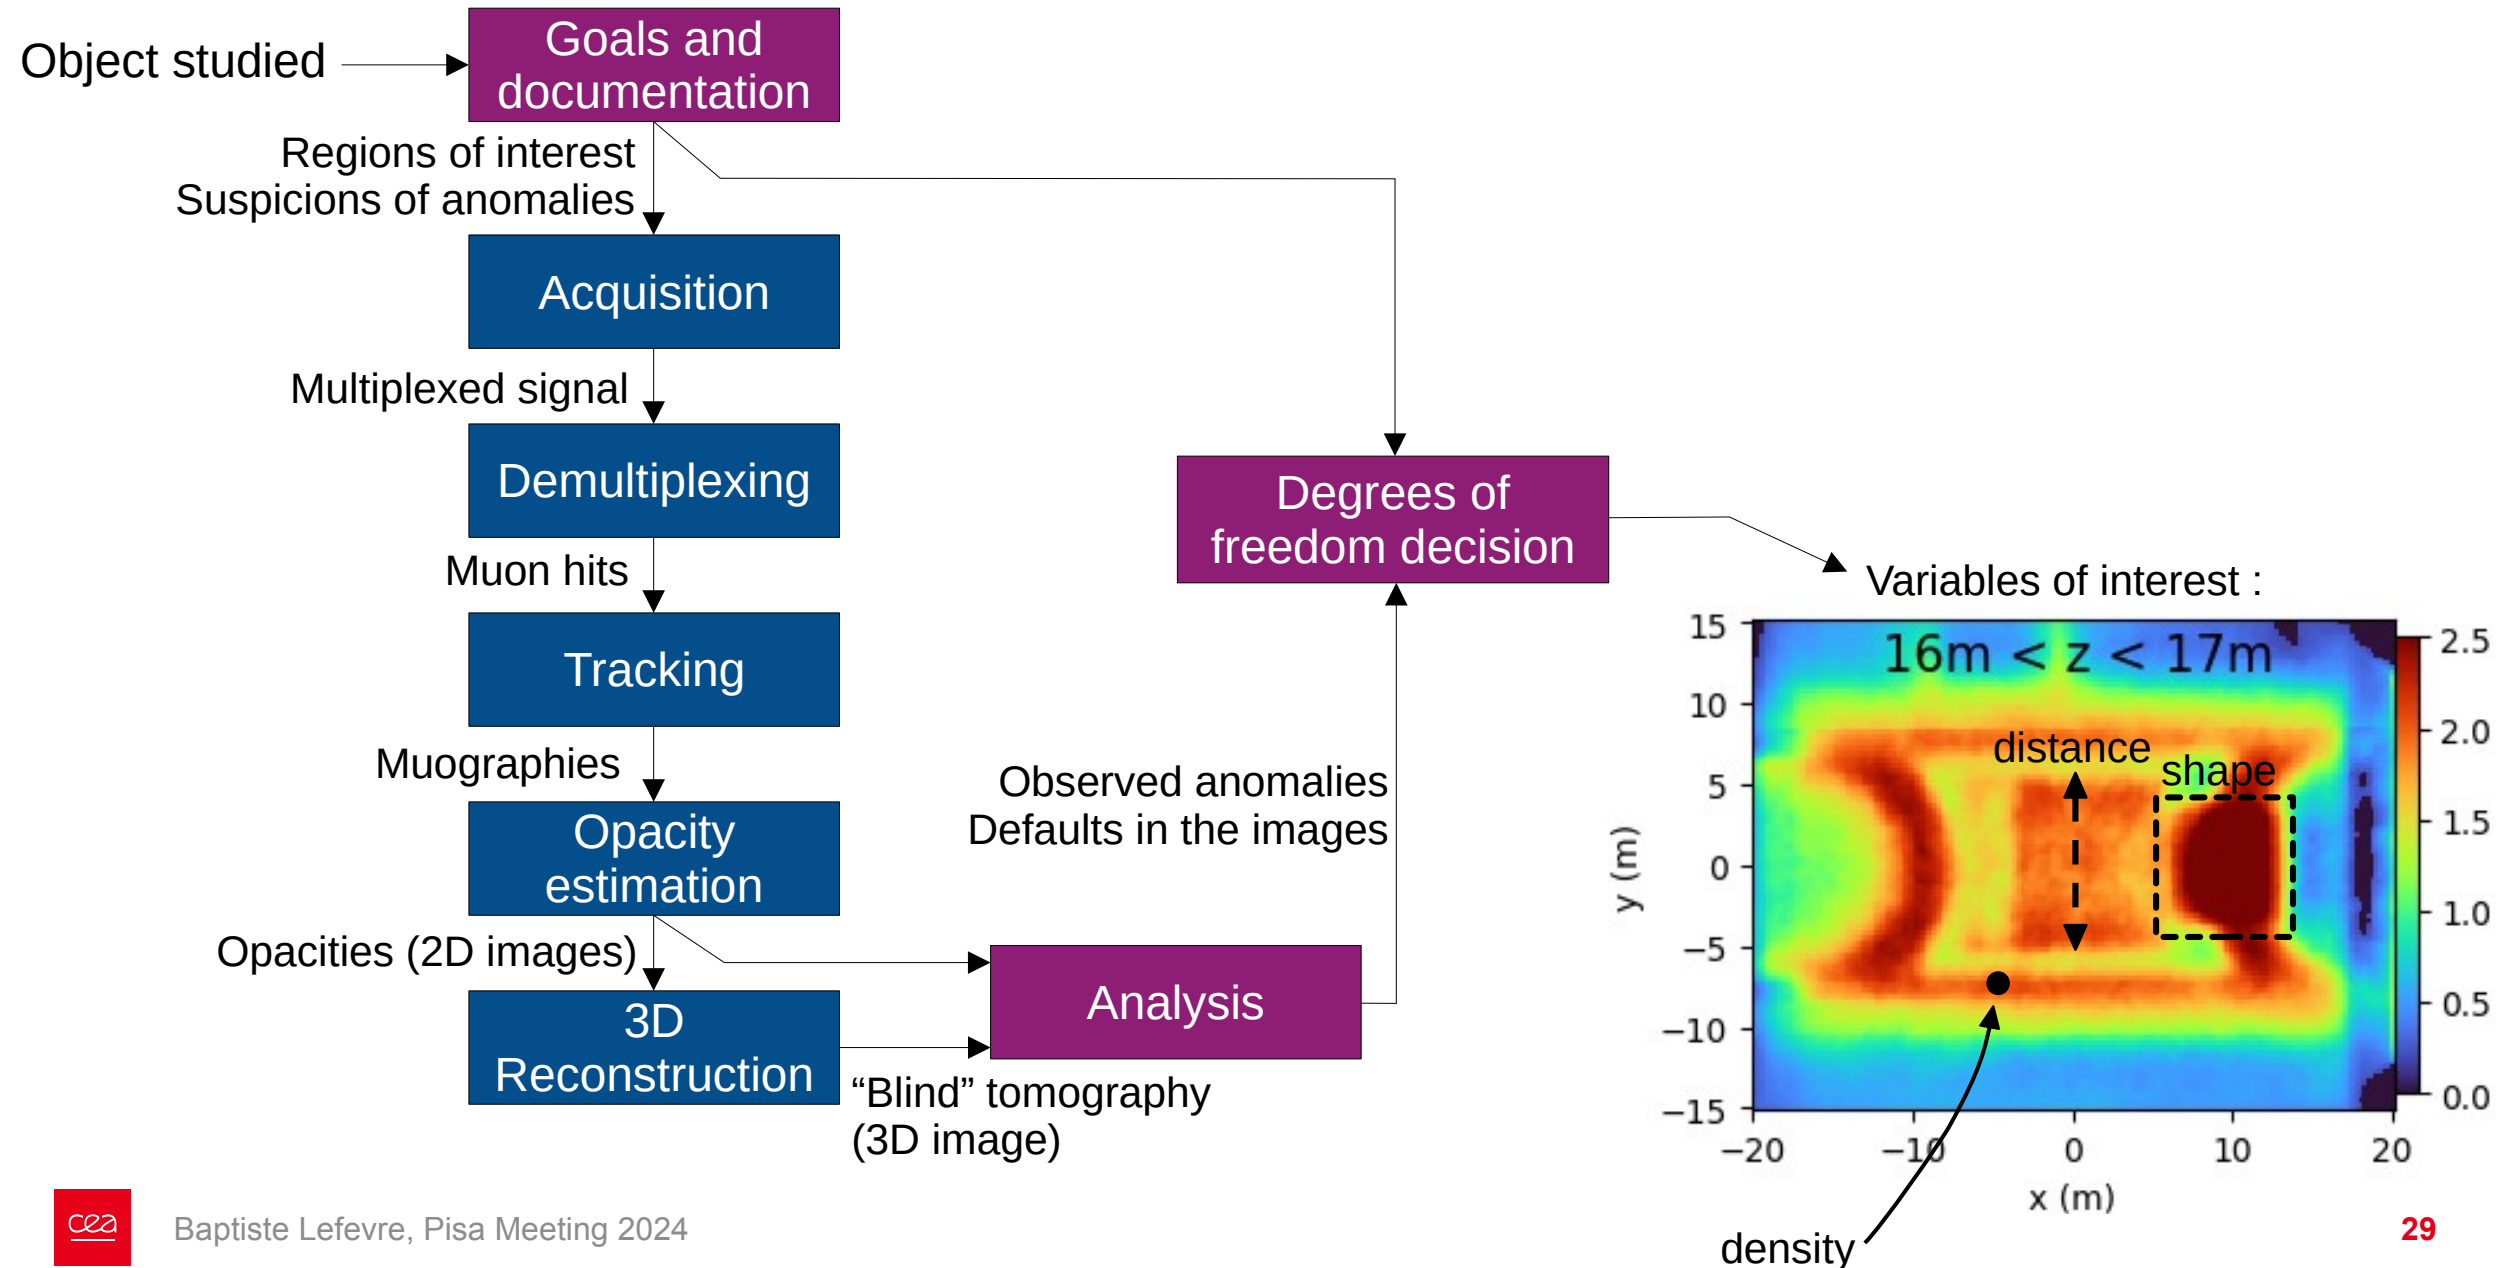 Object studied
Goals and
documentation
Regions of interest
Suspicions of anomalies
Acquisition
Multiplexed signal
Demultiplexing
Muon hits
Tracking
Muographies
Opacity
estimation
Opacities (2D images)
3D
Reconstruction
“Blind” tomography
(3D image)
Analysis
Observed anomalies
Defaults in the images
Degrees of
freedom decision
Variables of interest :
16m < z < 17m
distance
shape
density
15
10
5
0
−5
−10
−15
y (m)
−20
−10
0
10
20
x (m)
2.5
2.0
1.5
1.0
0.5
0.0
cea
Baptiste Lefevre, Pisa Meeting 2024
29